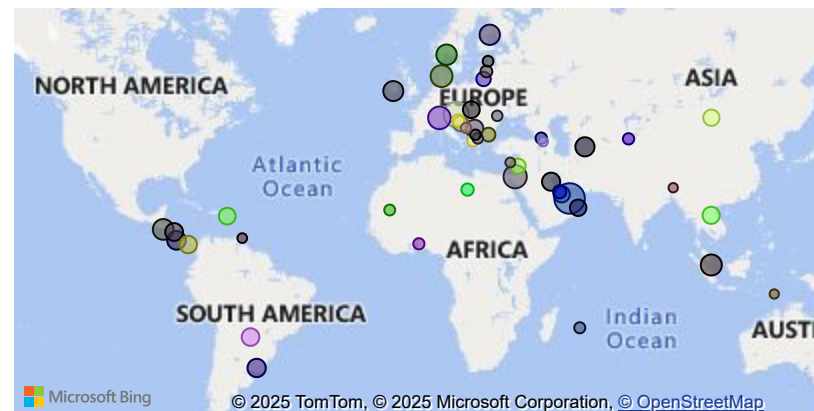 NORTH AMERICA
ASIA
EUROPE
Atlantic
Ocean
AFRICA
SOUTH AMERICA
Indian
Ocean
AUST
Microsoft Bing
© 2025 TomTom, © 2025 Microsoft Corporation, © OpenStreetMap